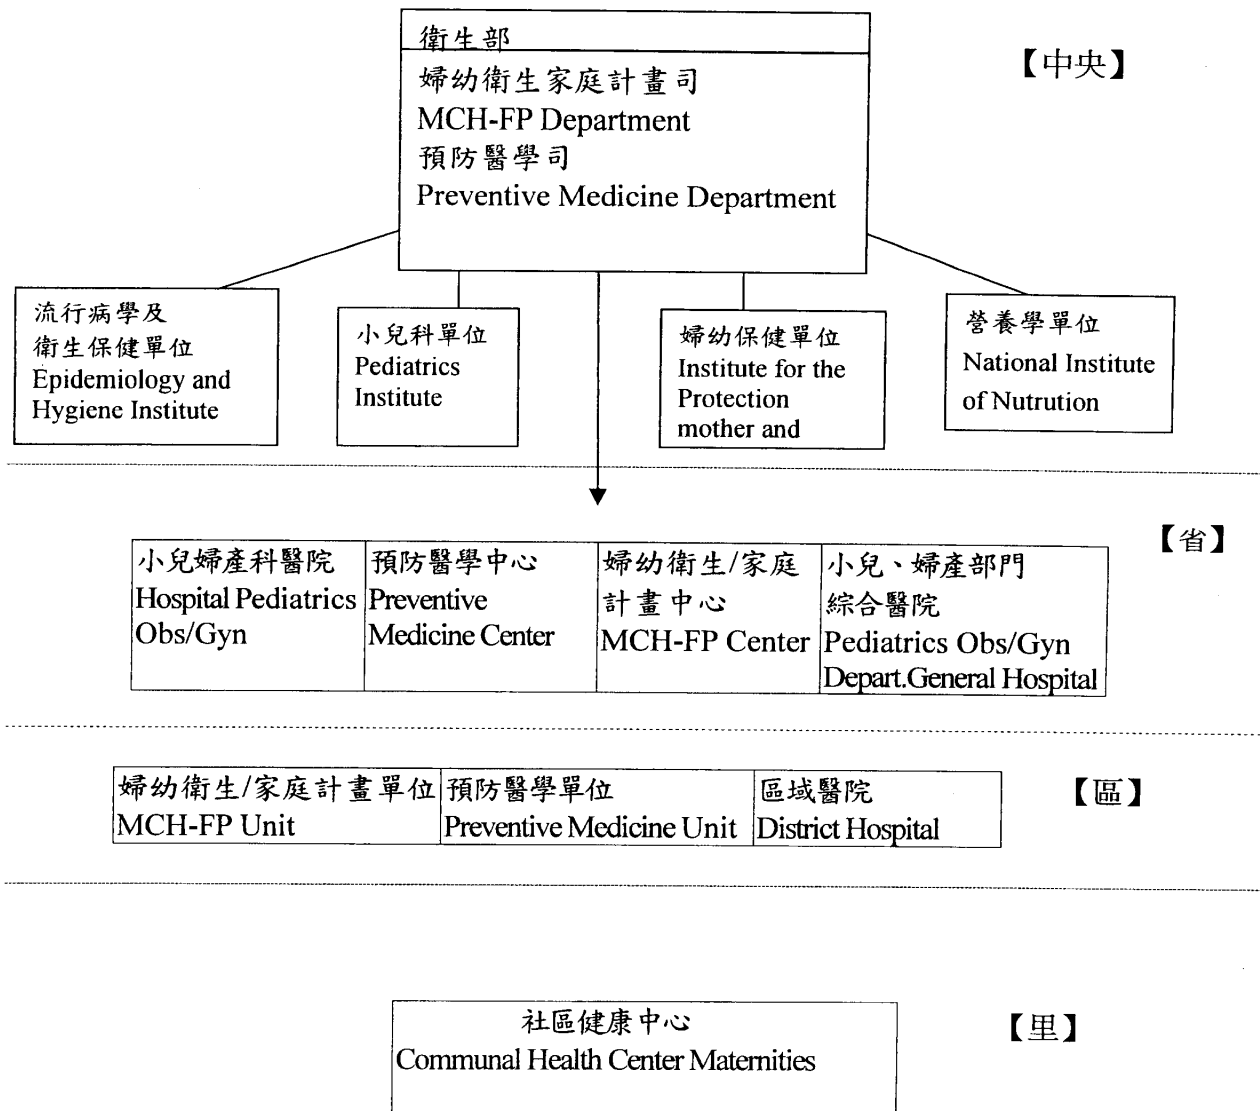 衛生部
【中央】
婦幼衛生家庭計畫司
MCH-FP Department
預防醫學司
Preventive Medicine Department
流行病學及
衛生保健單位
Epidemiology and
Hygiene Institute
小兒科單位
Pediatrics
Institute
婦幼保健單位
Institute for the
Protection
mother and
營養學單位
National Institute
of Nutrution
【省】
小兒婦產科醫院
Hospital Pediatrics
Obs/Gyn
預防醫學中心
Preventive
Medicine Center
婦幼衛生/家庭
計畫中心
MCH-FP Center
小兒、婦產部門
綜合醫院
Pediatrics Obs/Gyn
Depart.General Hospital
【區】
婦幼衛生/家庭計畫單位
MCH-FP Unit
預防醫學單位
Preventive Medicine Unit
區域醫院
District Hospital
【里】
社區健康中心
Communal Health Center Maternities